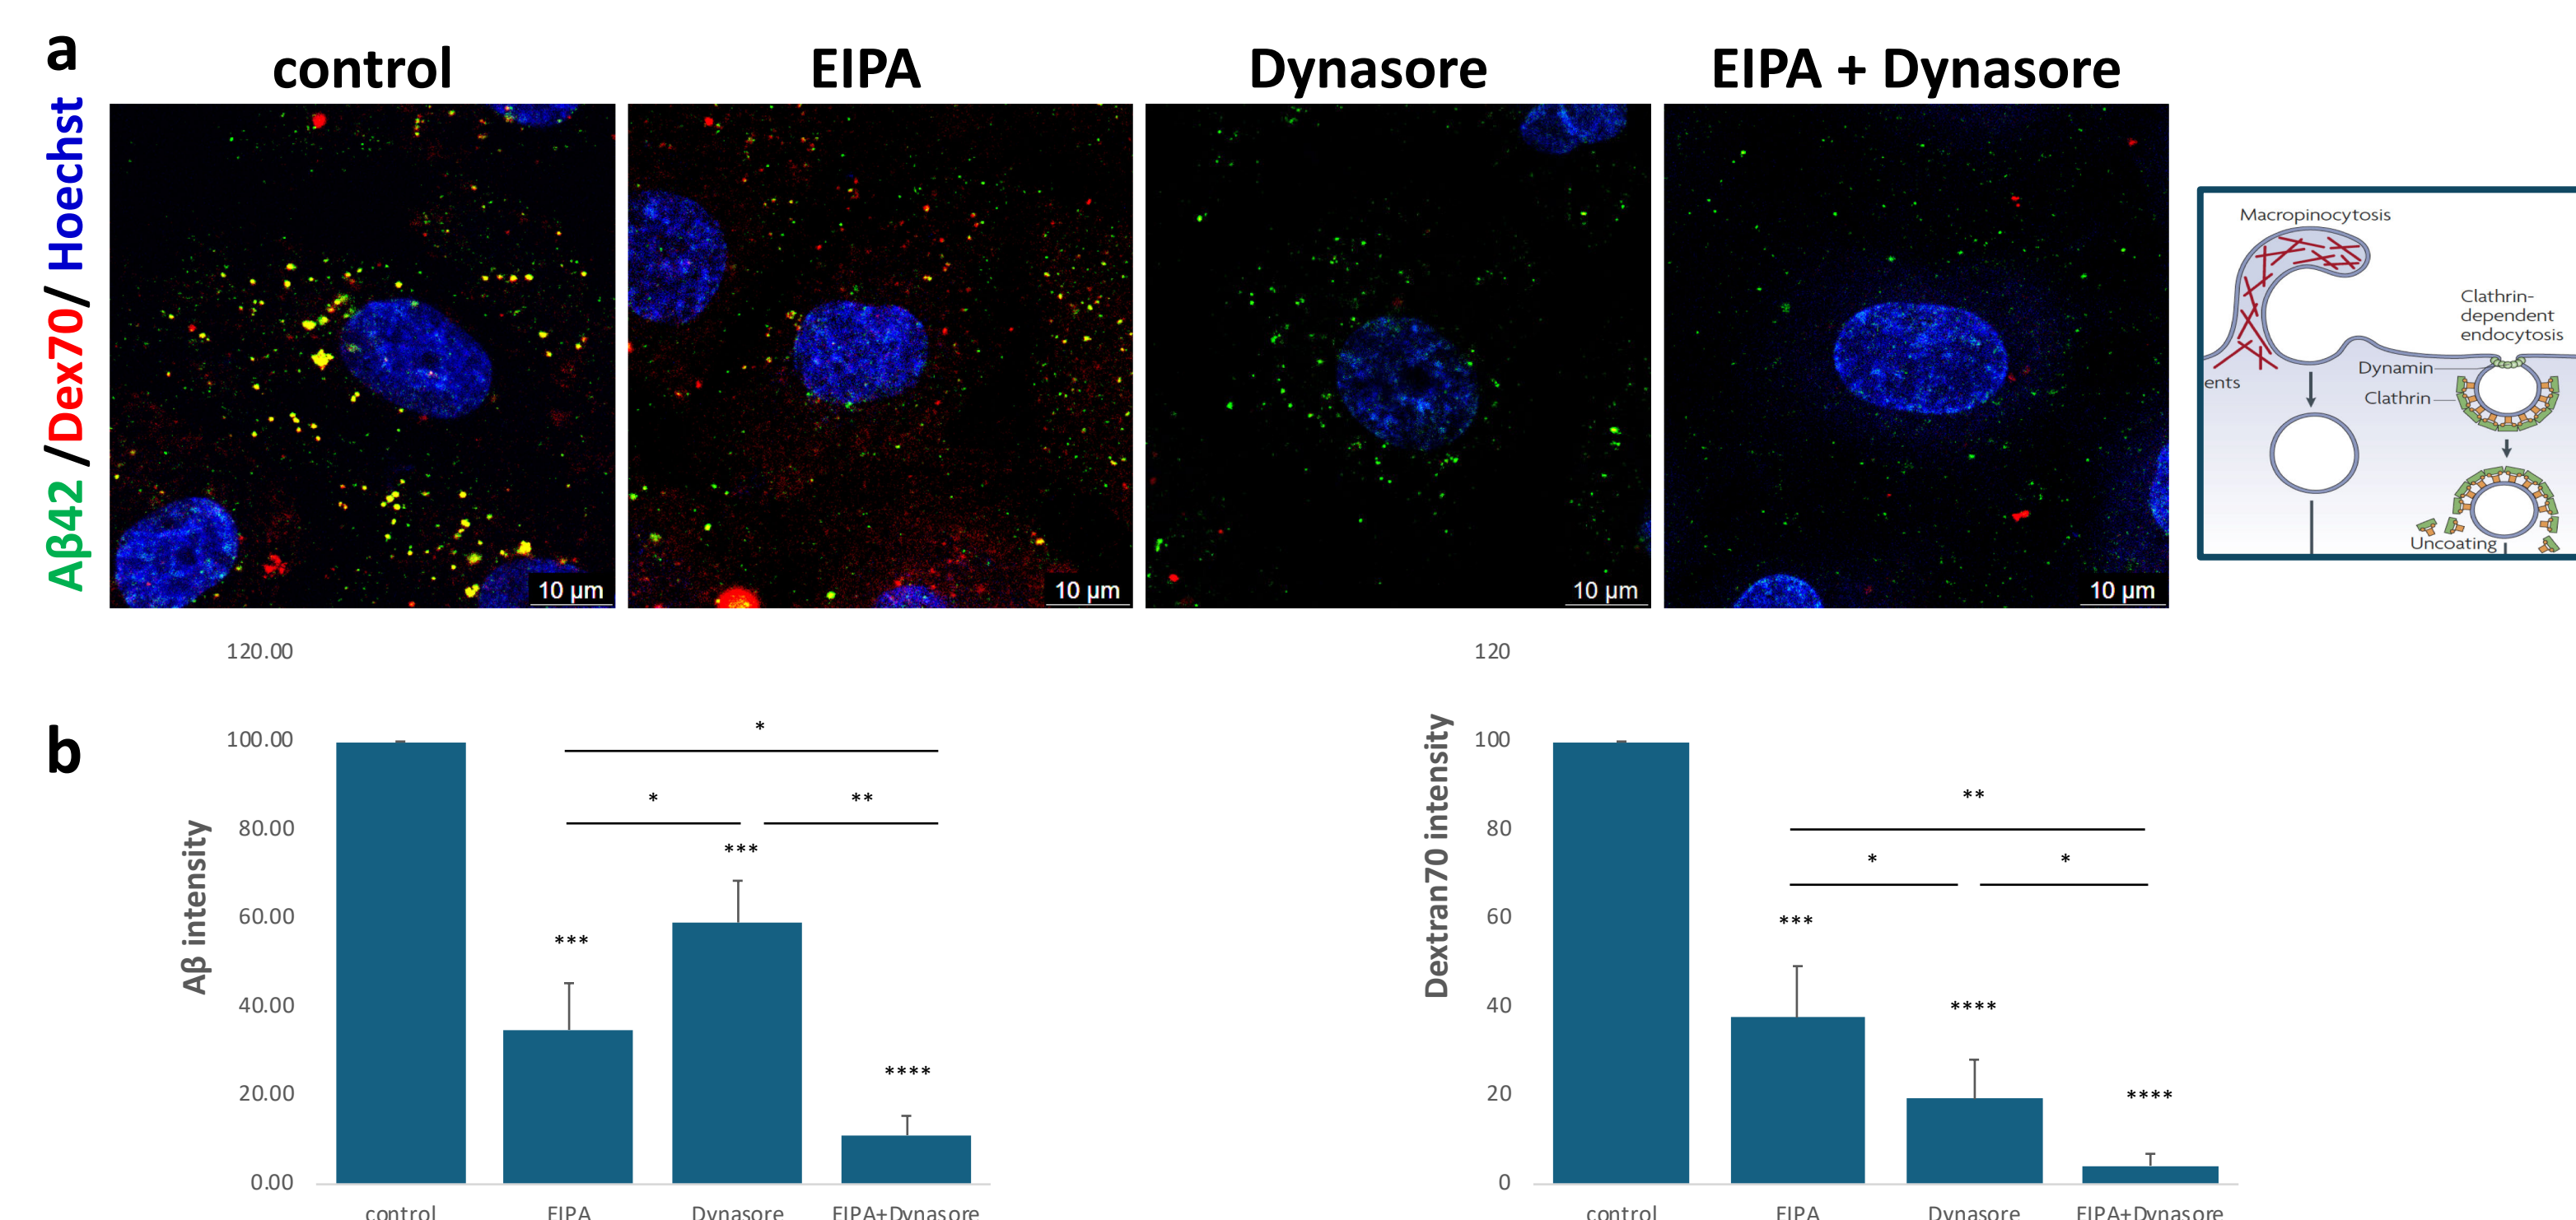 a
control
EIPA
Dynasore
EIPA + Dynasore
Aβ42 /Dex70/ Hoechst
10 µm
10 µm
10 µm
10 µm
Macropinocytosis
Clathrin-
dependent
endocytosis
Dynamin
ents
Clathrin
Uncoating
b
Aβ intensity
120.00
100.00
80.00
60.00
40.00
20.00
0.00
*
*
**
***
***
****
control
EIPA
Dynasore
EIPA+Dynasore
Dextran70 intensity
120
100
80
60
40
20
0
**
*
*
***
****
****
control
EIPA
Dynasore
EIPA+Dynasore